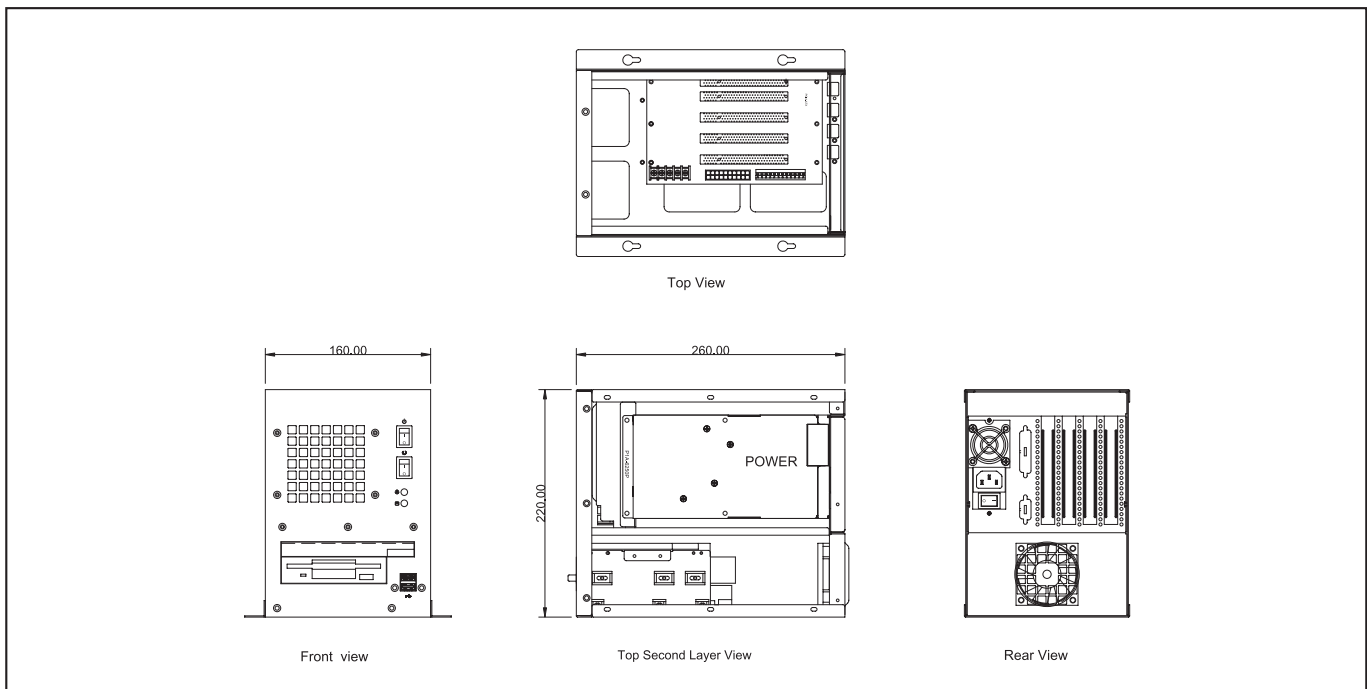 Top View
160.00
260.00
220.00
POWER
Front view
Top Second Layer View
Rear View